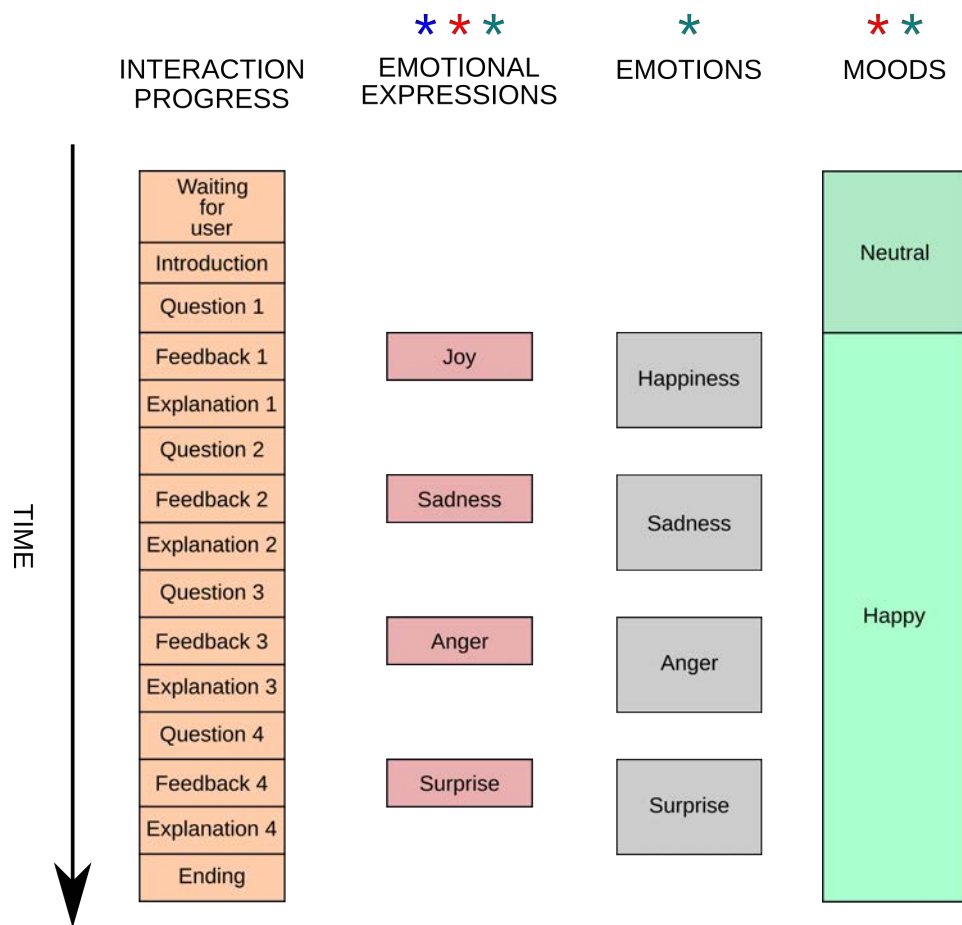 * * *
*
* *
INTERACTION
PROGRESS
EMOTIONAL
EXPRESSIONS
EMOTIONS
MOODS
TIME
Waiting
for
user
Introduction
Question 1
Feedback 1
Explanation 1
Question 2
Feedback 2
Explanation 2
Question 3
Feedback 3
Explanation 3
Question 4
Feedback 4
Explanation 4
Ending
Joy
Sadness
Anger
Surprise
Happiness
Sadness
Anger
Surprise
Neutral
Happy